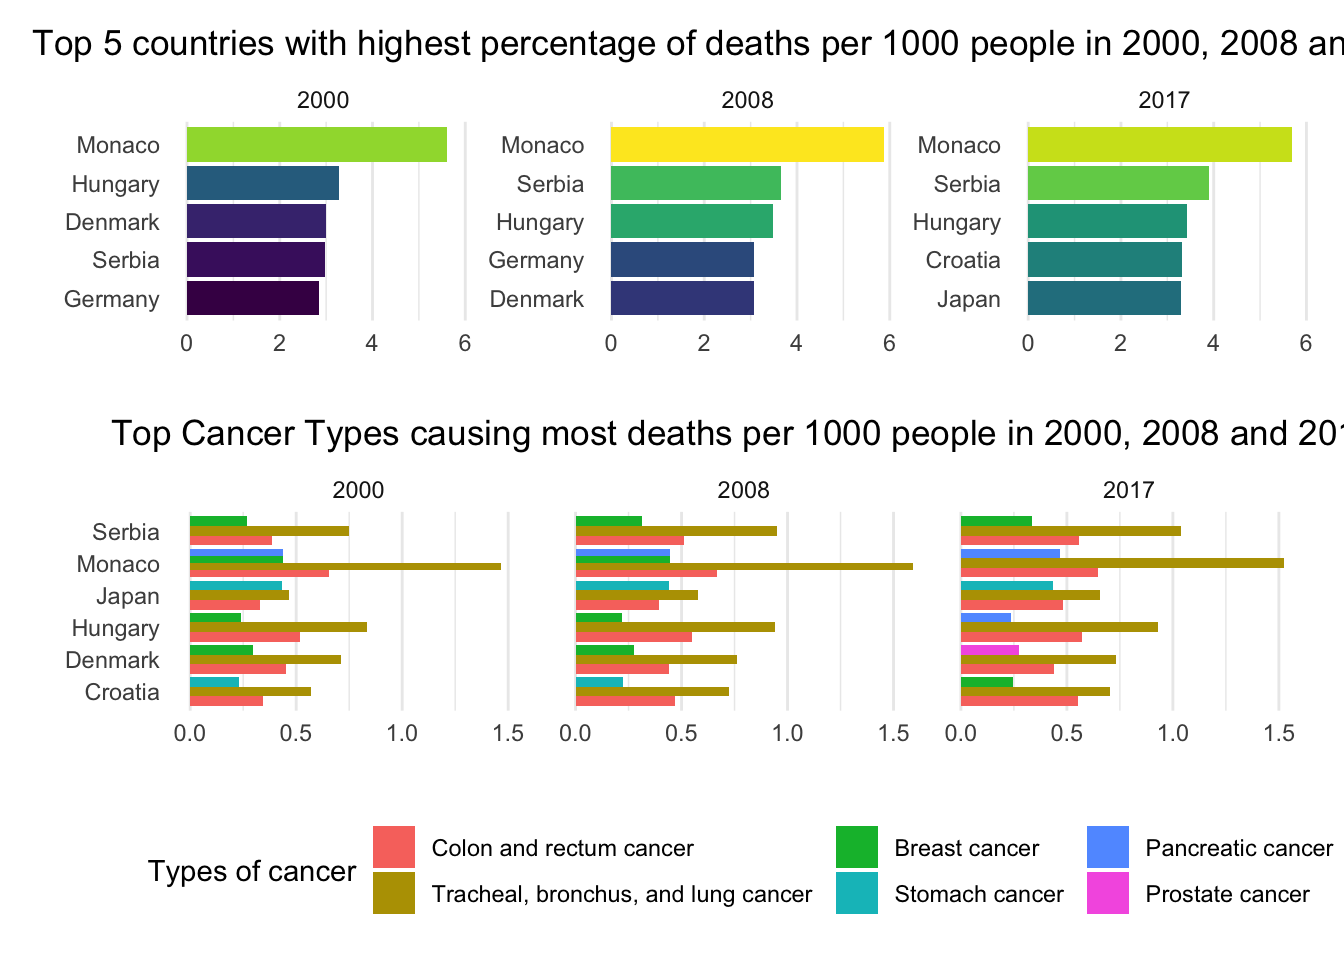 Top 5 countries with highest percentage of deaths per 1000 people in 2000, 2008 an
2000 2008 2017
Monaco Monaco Monaco
Hungary Serbia Serbia
Denmark Hungary Hungary
Serbia Germany Croatia
Germany Denmark Japan
0 2 4 6 0 2 4 6 0 2 4 6
Top Cancer Types causing most deaths per 1000 people in 2000, 2008 and 201
2000 2008 2017
Serbia
Monaco
Japan
Hungary
Denmark
Croatia
0.0 0.5 1.0 1.5 0.0 0.5 1.0 1.5 0.0 0.5 1.0 1.5
Types of cancer
Colon and rectum cancer Breast cancer Pancreatic cancer
Tracheal, bronchus, and lung cancer Stomach cancer Prostate cancer